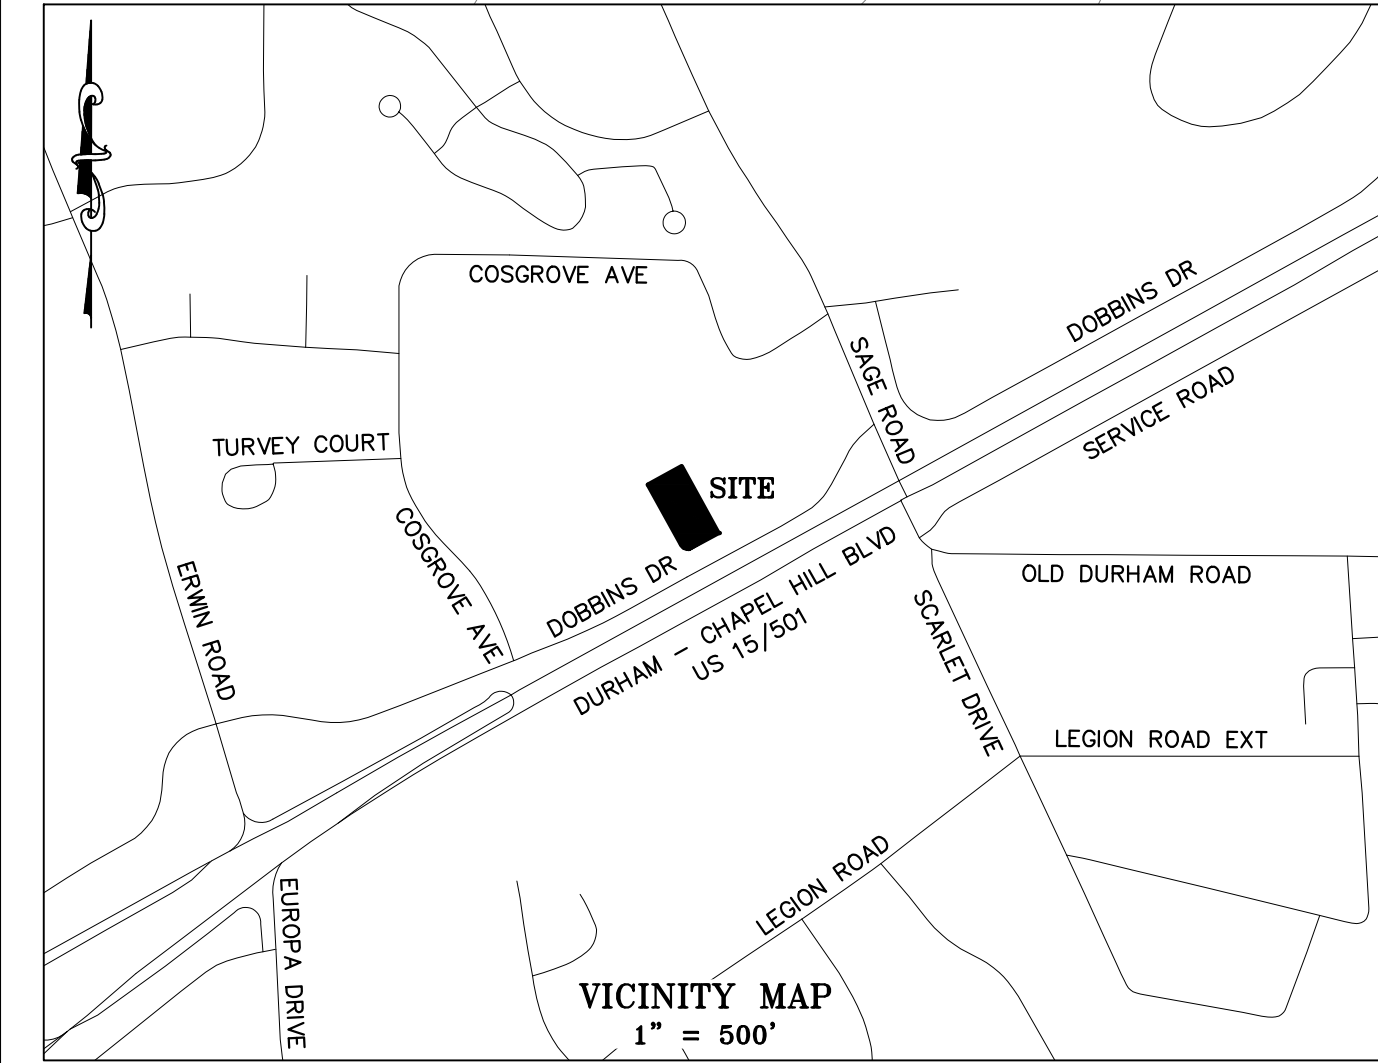 COSGROVE AVE
DOBBINS DR
SAGE ROAD
SERVICE ROAD
TURVEY COURT
SITE
COSGROVE AVE
DOBBINS DR
DURHAM - CHAPEL HILL BLVD
US 15/501
OLD DURHAM ROAD
ERWIN ROAD
SCARLET DRIVE
LEGION ROAD EXT
LEGION ROAD
EUROPA DRIVE
VICINITY MAP
1" = 500'